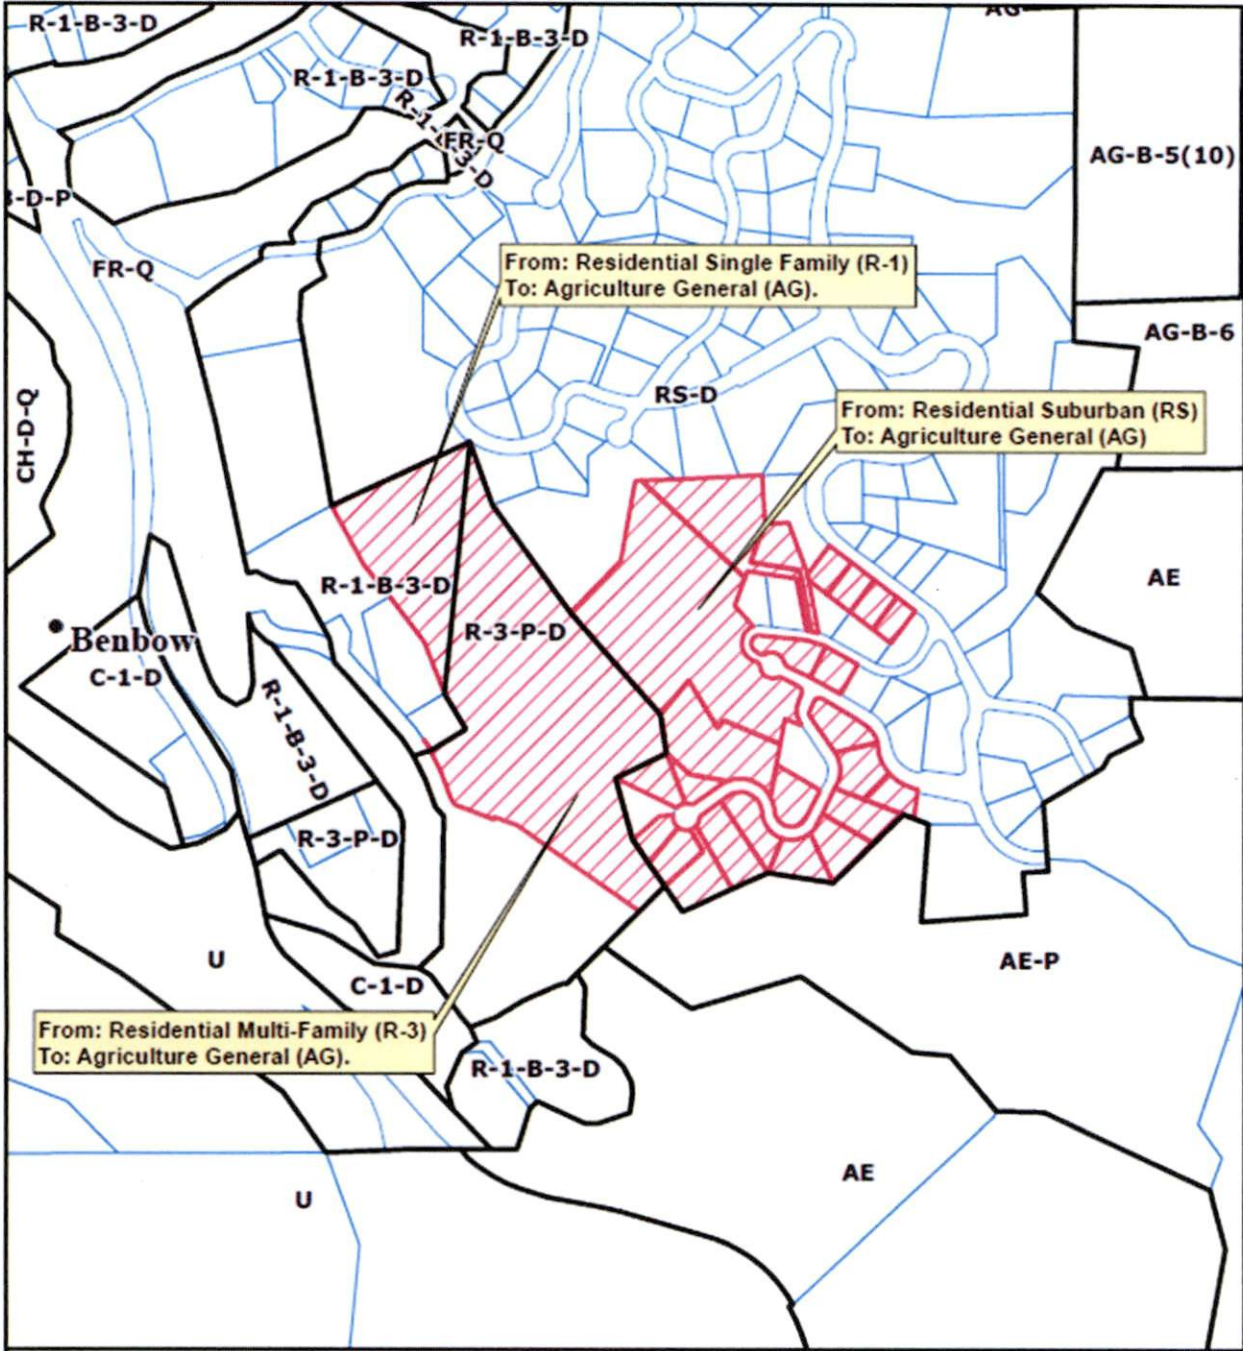 R-1-B-3-D
R-1-B-3-D
AG-
R-1-B-3-D
R-1-B-3-D
FR-Q
AG-B-5(10)
3-D-P
FR-Q
From: Residential Single Family (R-1)
To: Agriculture General (AG).
AG-B-6
RS-D
From: Residential Suburban (RS)
To: Agriculture General (AG)
CH-D-Q
AE
R-1-B-3-D
R-3-P-D
Benbow
C-1-D
R-1-B-3-D
R-3-P-D
U
AE-P
C-1-D
From: Residential Multi-Family (R-3)
To: Agriculture General (AG).
R-1-B-3-D
AE
U